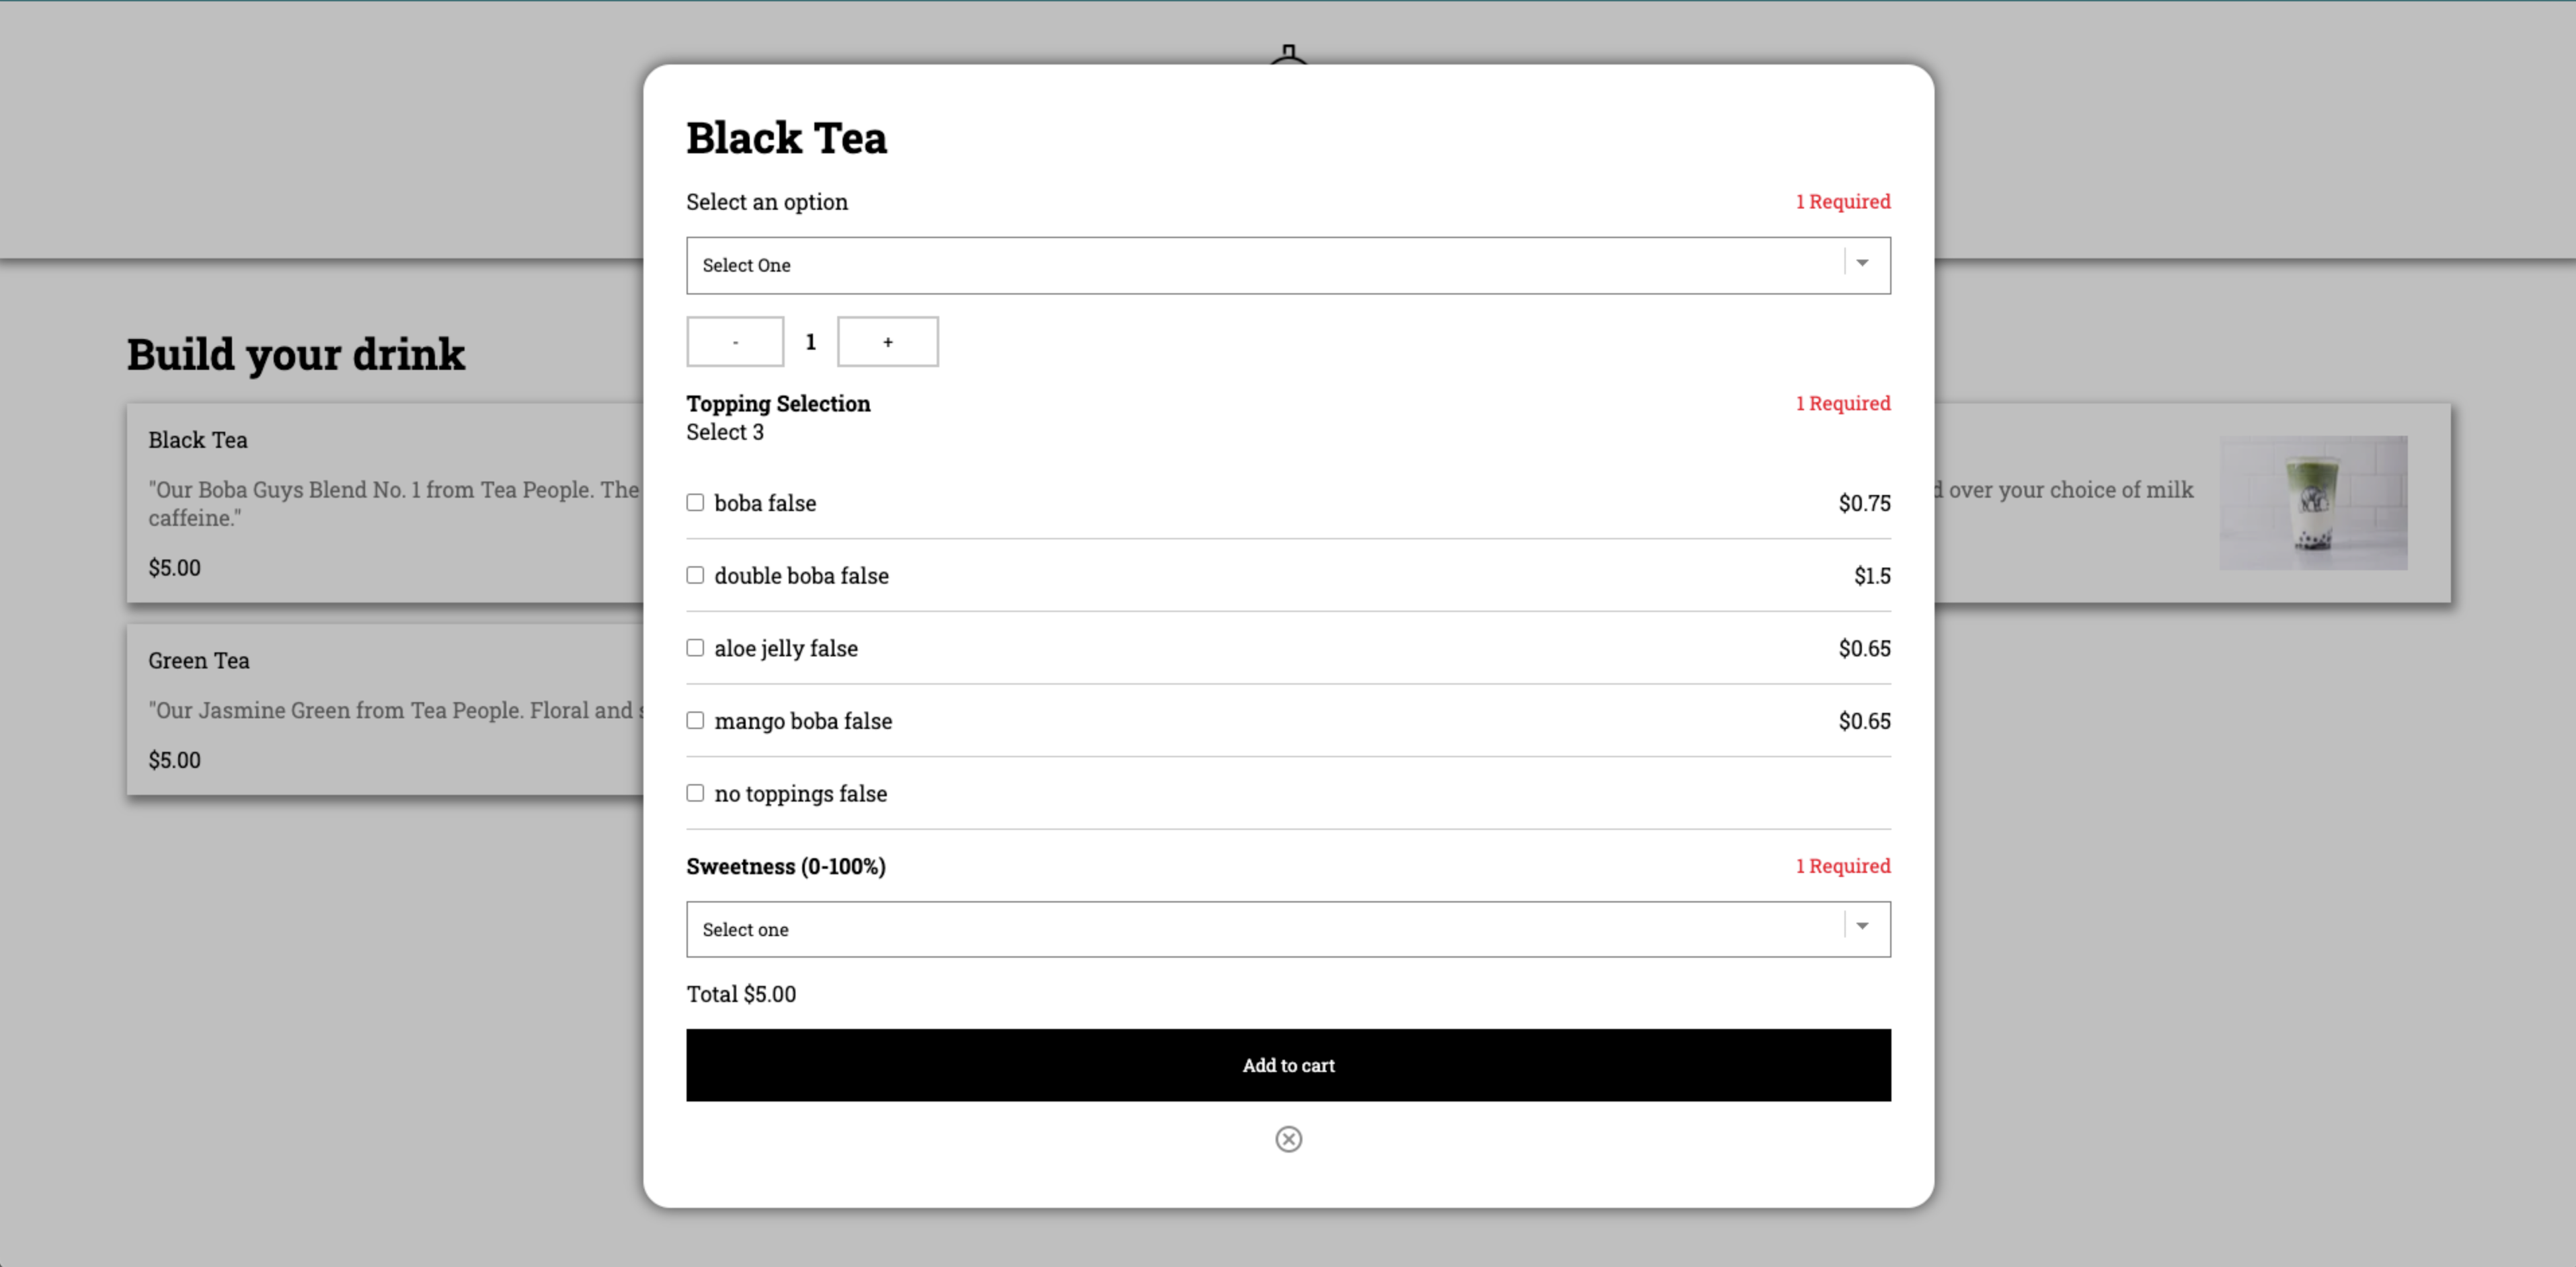 Black Tea
Select an option
1 Required
Select One
- 1 +
Topping Selection
1 Required
Select 3
boba false
$0.75
double boba false
$1.5
aloe jelly false
$0.65
mango boba false
$0.65
no toppings false
Sweetness (0-100%)
1 Required
Select one
Total $5.00
Add to cart
Build your drink
Black Tea
"Our Boba Guys Blend No. 1 from Tea People. The
caffeine."
$5.00
Green Tea
"Our Jasmine Green from Tea People. Floral and
$5.00
over your choice of milk